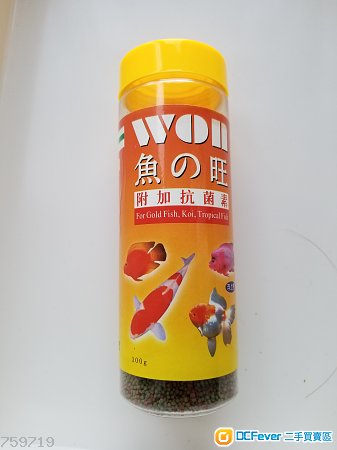 won
魚の旺
附加抗菌素
For Gold Fish, Koi, Tropical Fish
100g
759719
DCFever 二手買賣區